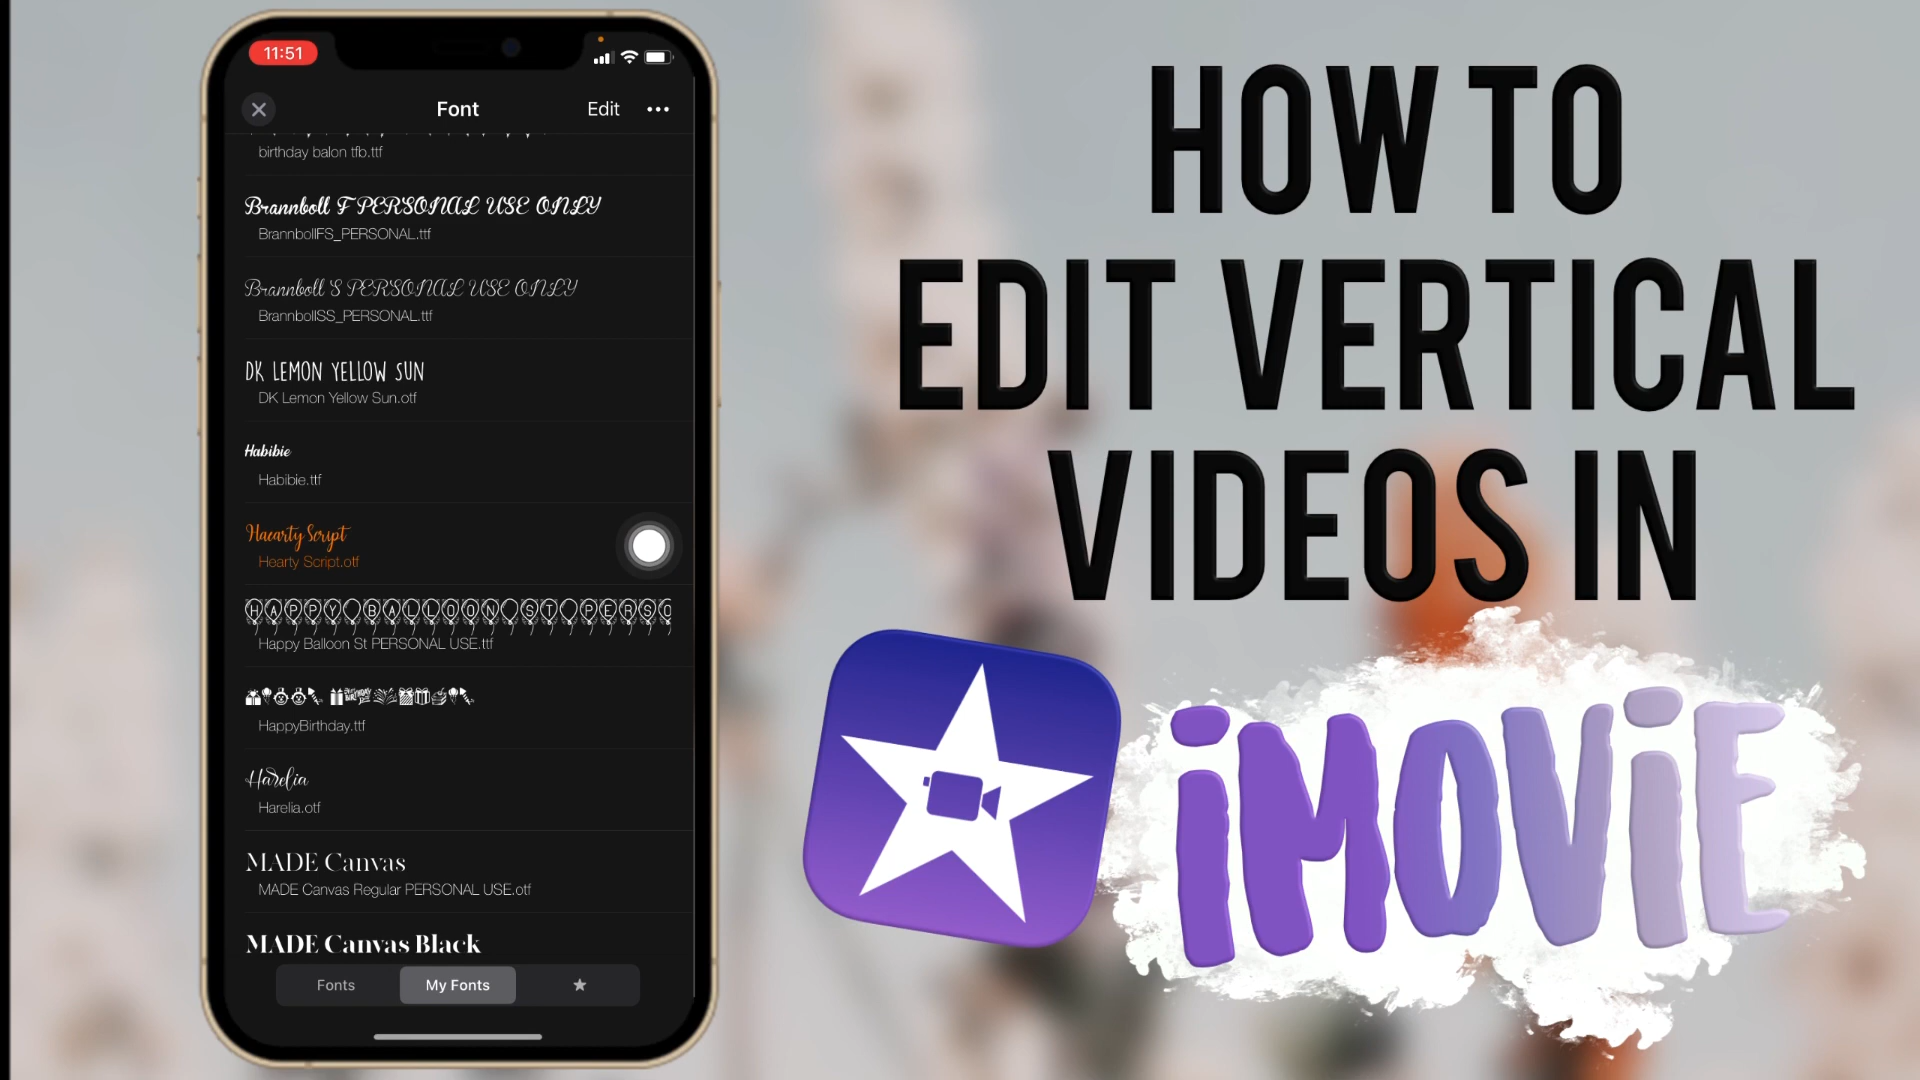 11:51
Font
Edit
birthday balon tfb.ttf
Brannboll F PERSONAL USE ONLY
BrannbollFS_PERSONAL.ttf
Brannboll S PERSONAL USE ONLY
BrannbollSS_PERSONAL.ttf
DK LEMON YELLOW SUN
DK Lemon Yellow Sun.otf
Habibie
Habibie.ttf
Haearty Script
Hearty Script.otf
HAPPY BALLOON ST PERSO
Happy Balloon St PERSONAL USE.ttf
HappyBirthday.ttf
Harelia
Harelia.otf
MADE Canvas
MADE Canvas Regular PERSONAL USE.otf
MADE Canvas Black
Fonts
My Fonts
HOW TO
EDIT VERTICAL
VIDEOS IN
iMOViE